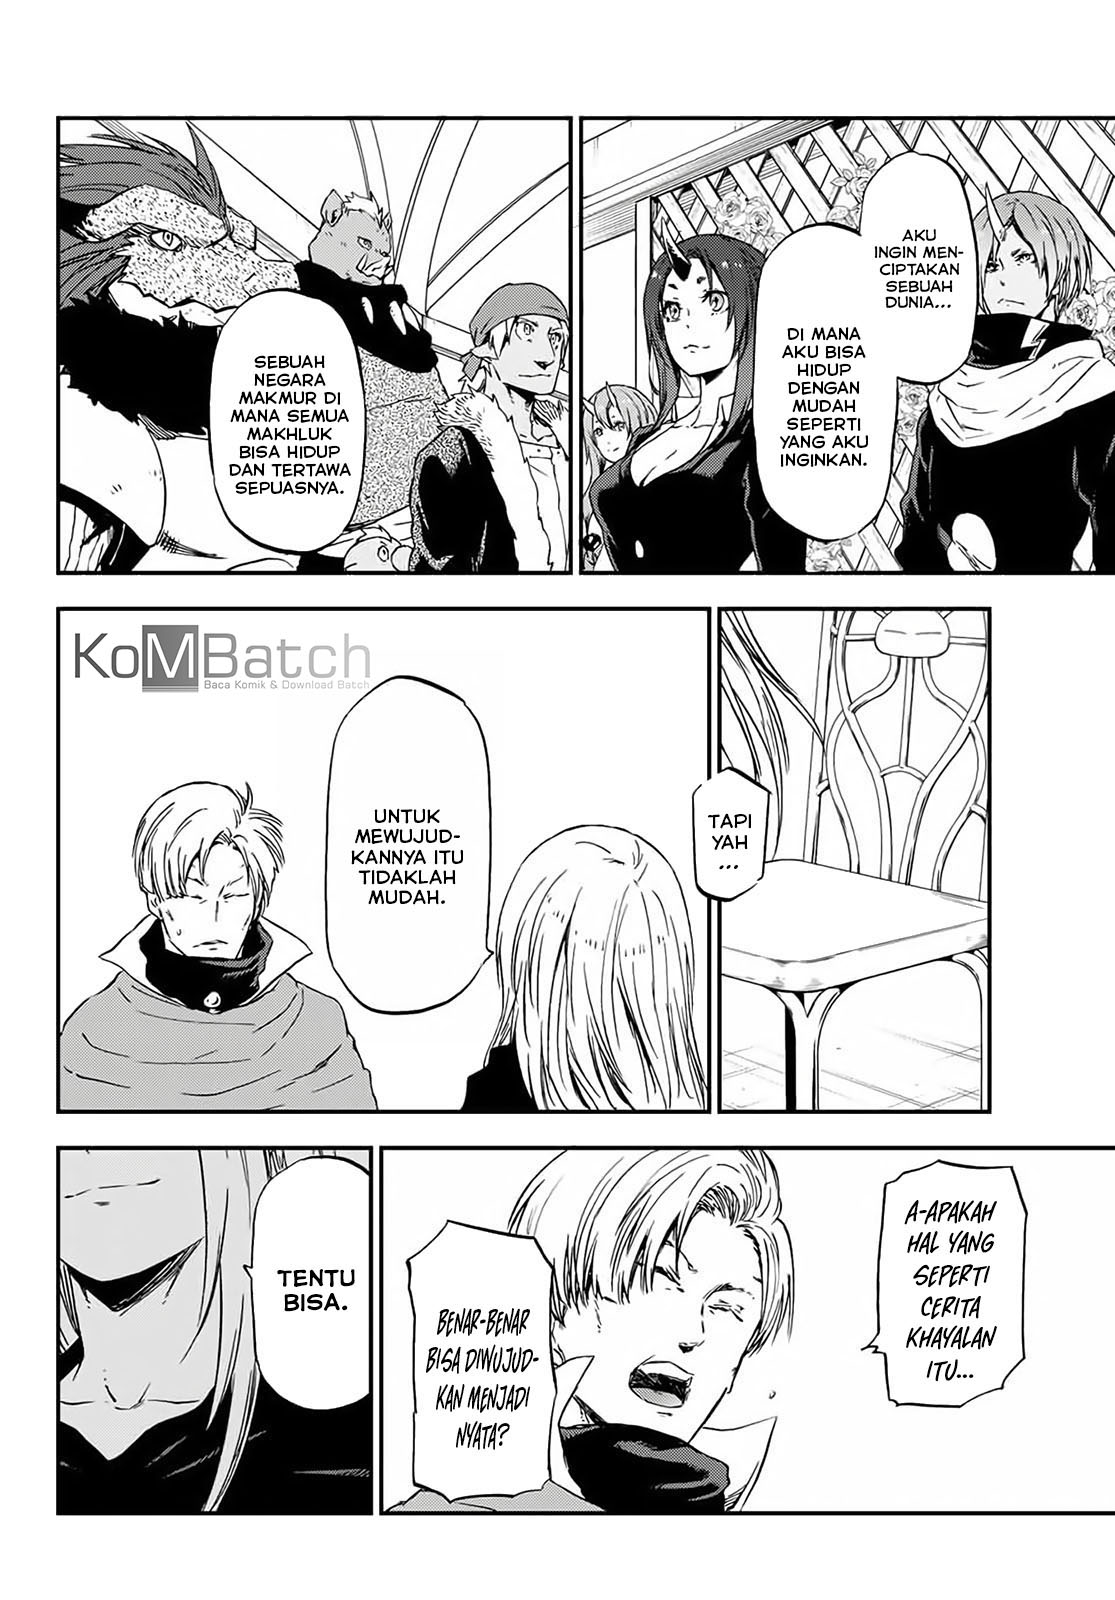 AKU
INGIN MEN-
CIPTAKAN
SEBUAH
DUNIA...
DI MANA
AKU BISA
HIDUP
DENGAN
MUDAH
SEPERTI
YANG AKU
INGINKAN.
SEBUAH
NEGARA
MAKMUR DI
MANA SEMUA
MAKHLUK
BISA HIDUP
DAN TERTAWA
SEPUASNYA.
KoMBatch
Baca Komik & Download Batch
TAPI
YAH
...
UNTUK
MEWUJUD-
KANNYA ITU
TIDAKLAH
MUDAH.
A-APAKAH
HAL YANG
SEPERTI
CERITA
KHAYALAN
ITU...
BENAR-BENAR
BISA DIWUJUD-
KAN MENJADI
NYATA?
TENTU
BISA.